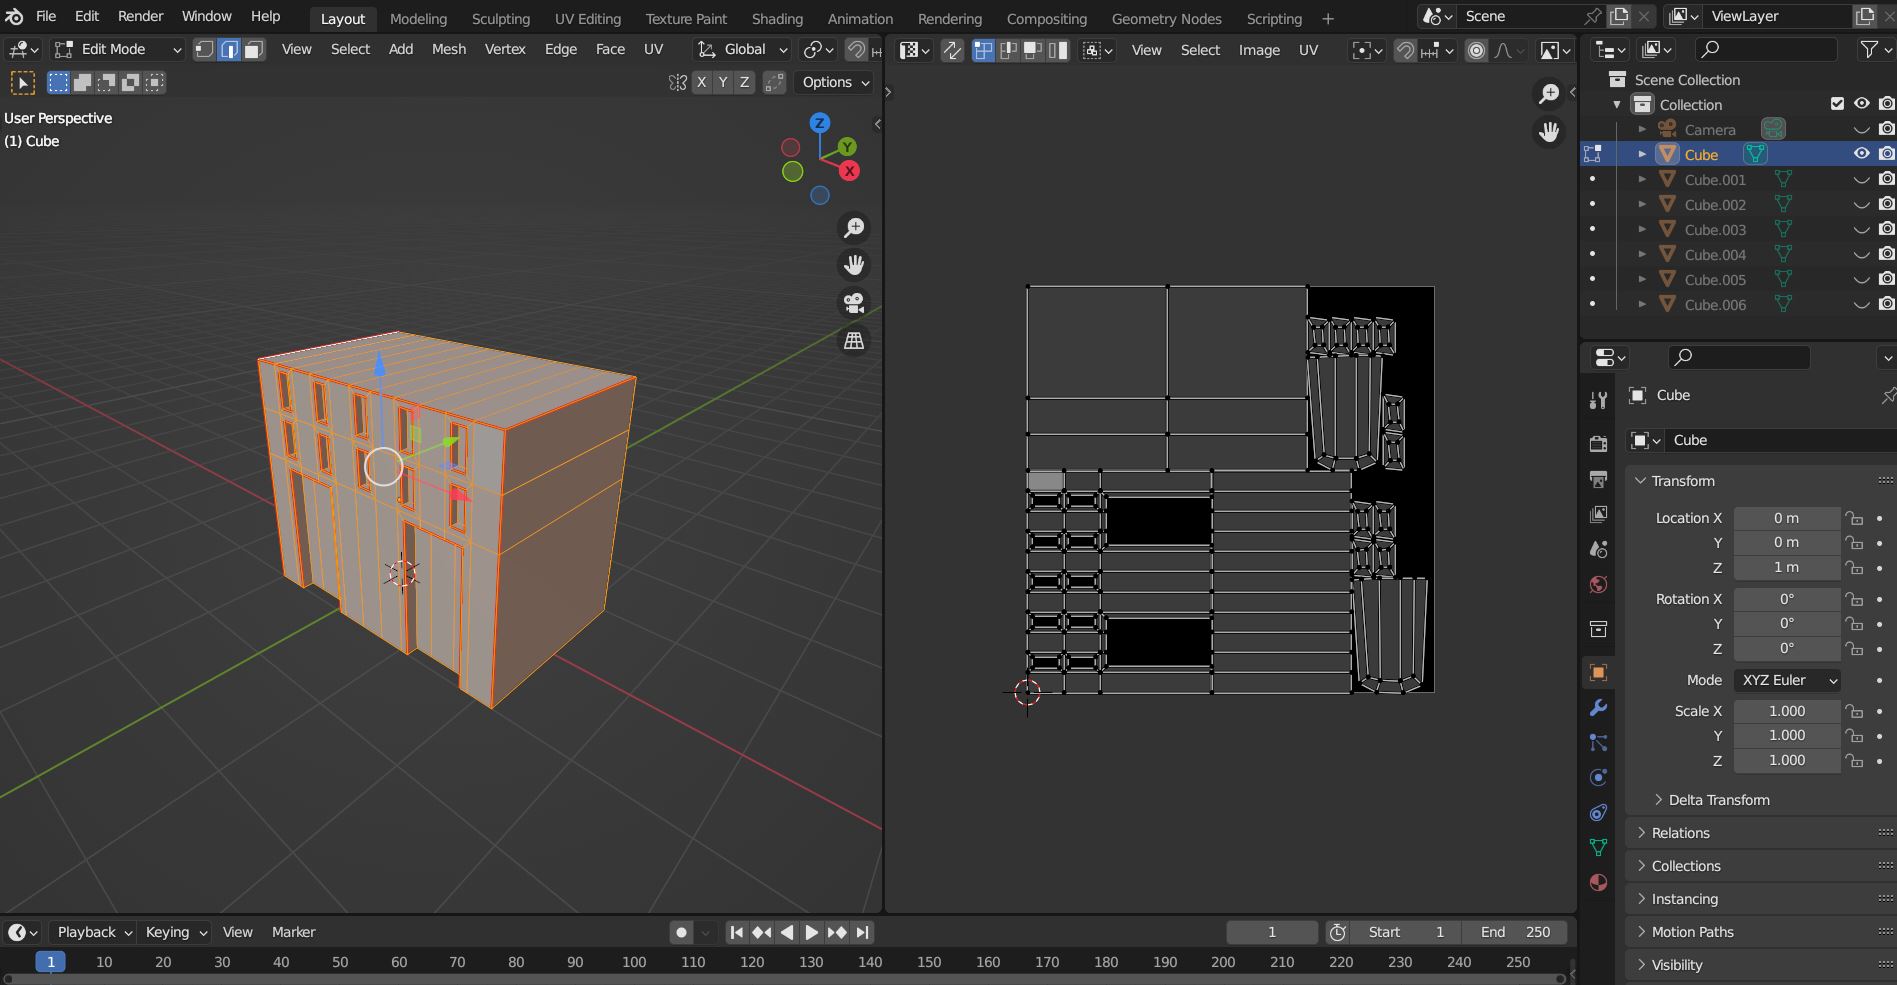 File Edit Render Window Help Layout Modeling Sculpting UV Editing Texture Paint Shading Animation Rendering Compositing Geometry Nodes Scripting + Scene ViewLayer
Edit Mode View Select Add Mesh Vertex Edge Face UV Global View Select Image UV
X Y Z Options
Scene Collection
Collection
User Perspective
(1) Cube
Z
Y
X
Camera
Cube
Cube.001
Cube.002
Cube.003
Cube.004
Cube.005
Cube.006
Cube
Cube
Transform
Location X 0 m
Y 0 m
Z 1 m
Rotation X 0°
Y 0°
Z 0°
Mode XYZ Euler
Scale X 1.000
Y 1.000
Z 1.000
Delta Transform
Relations
Collections
Instancing
Motion Paths
Visibility
Playback Keying View Marker 1 Start 1 End 250
1 10 20 30 40 50 60 70 80 90 100 110 120 130 140 150 160 170 180 190 200 210 220 230 240 250